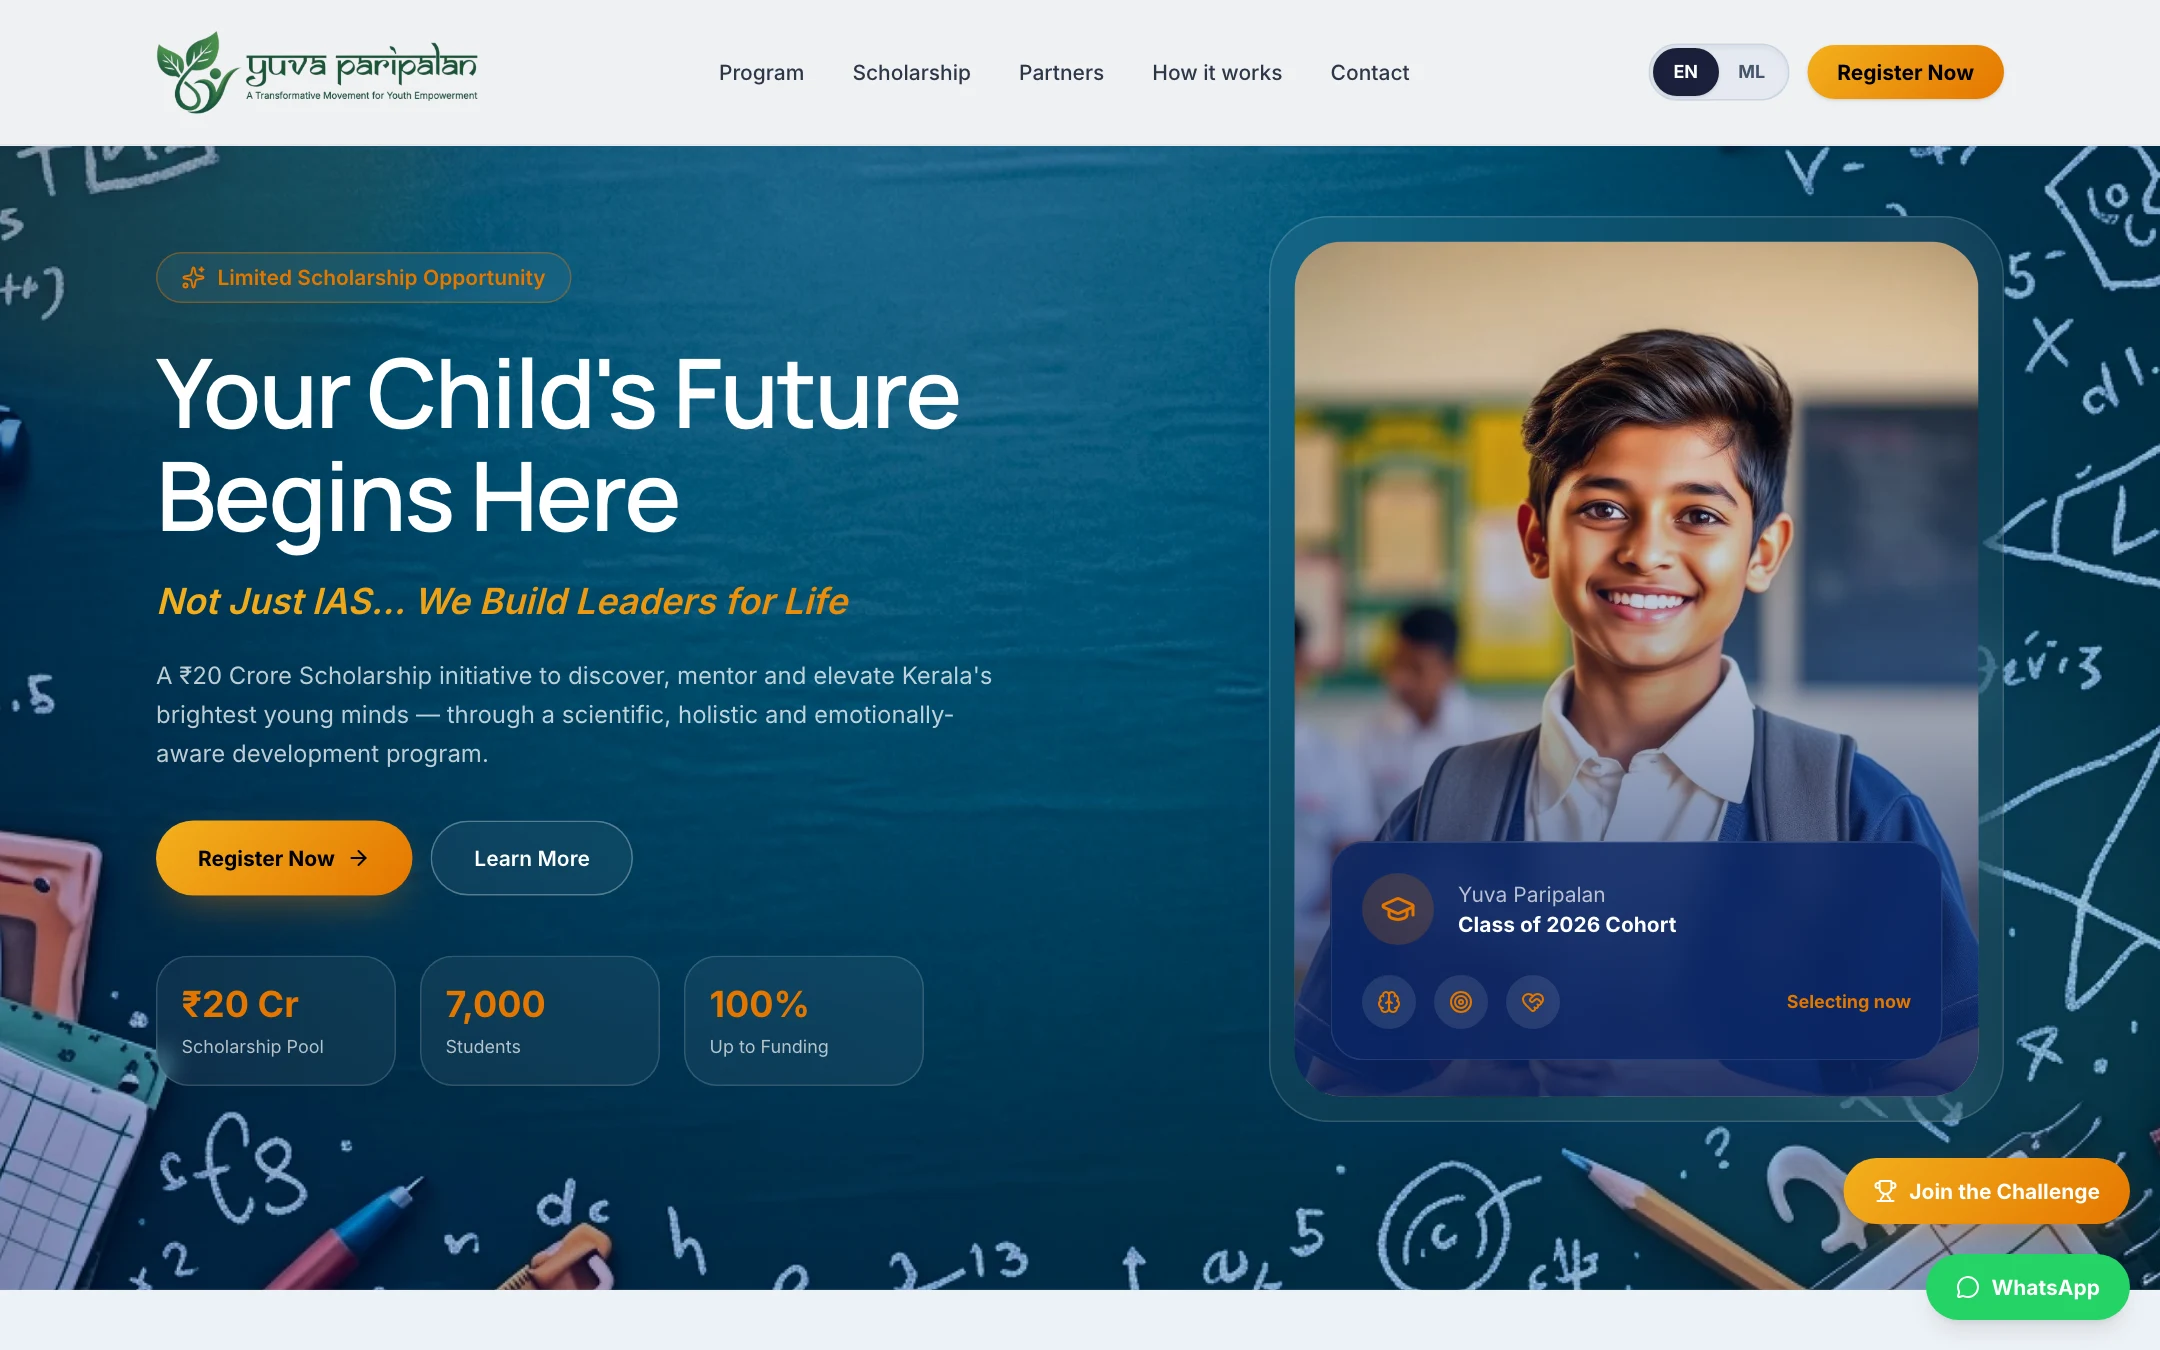 yuva paripalan
A Transformative Movement for Youth Empowerment
Program
Scholarship
Partners
How it works
Contact
EN
ML
Register Now
Limited Scholarship Opportunity
Your Child's Future
Begins Here
Not Just IAS... We Build Leaders for Life
A ₹20 Crore Scholarship initiative to discover, mentor and elevate Kerala's
brightest young minds — through a scientific, holistic and emotionally-
aware development program.
Register Now
Learn More
₹20 Cr
Scholarship Pool
7,000
Students
100%
Up to Funding
Yuva Paripalan
Class of 2026 Cohort
Selecting now
Join the Challenge
WhatsApp